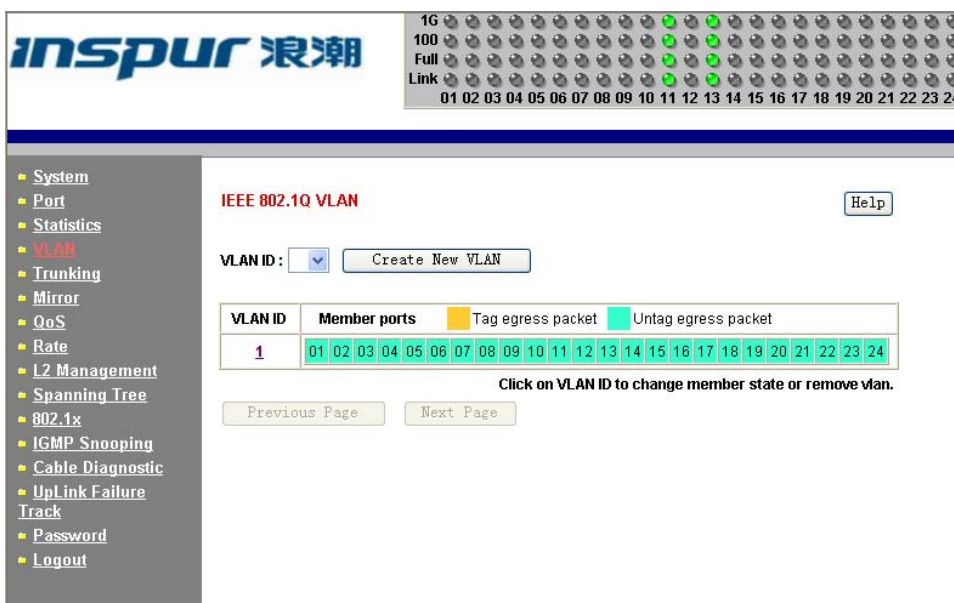 inspur 浪潮
1G
100
Full
Link
01 02 03 04 05 06 07 08 09 10 11 12 13 14 15 16 17 18 19 20 21 22 23
System
Port
Statistics
VLAN
Trunking
Mirror
QoS
Rate
L2 Management
Spanning Tree
802.1x
IGMP Snooping
Cable Diagnostic
UpLink Failure
Track
Password
Logout
IEEE 802.1Q VLAN
Help
VLAN ID :
Create New VLAN
VLAN ID Member ports Tag egress packet Untag egress packet
1 01 02 03 04 05 06 07 08 09 10 11 12 13 14 15 16 17 18 19 20 21 22 23 24
Click on VLAN ID to change member state or remove vlan.
Previous Page Next Page